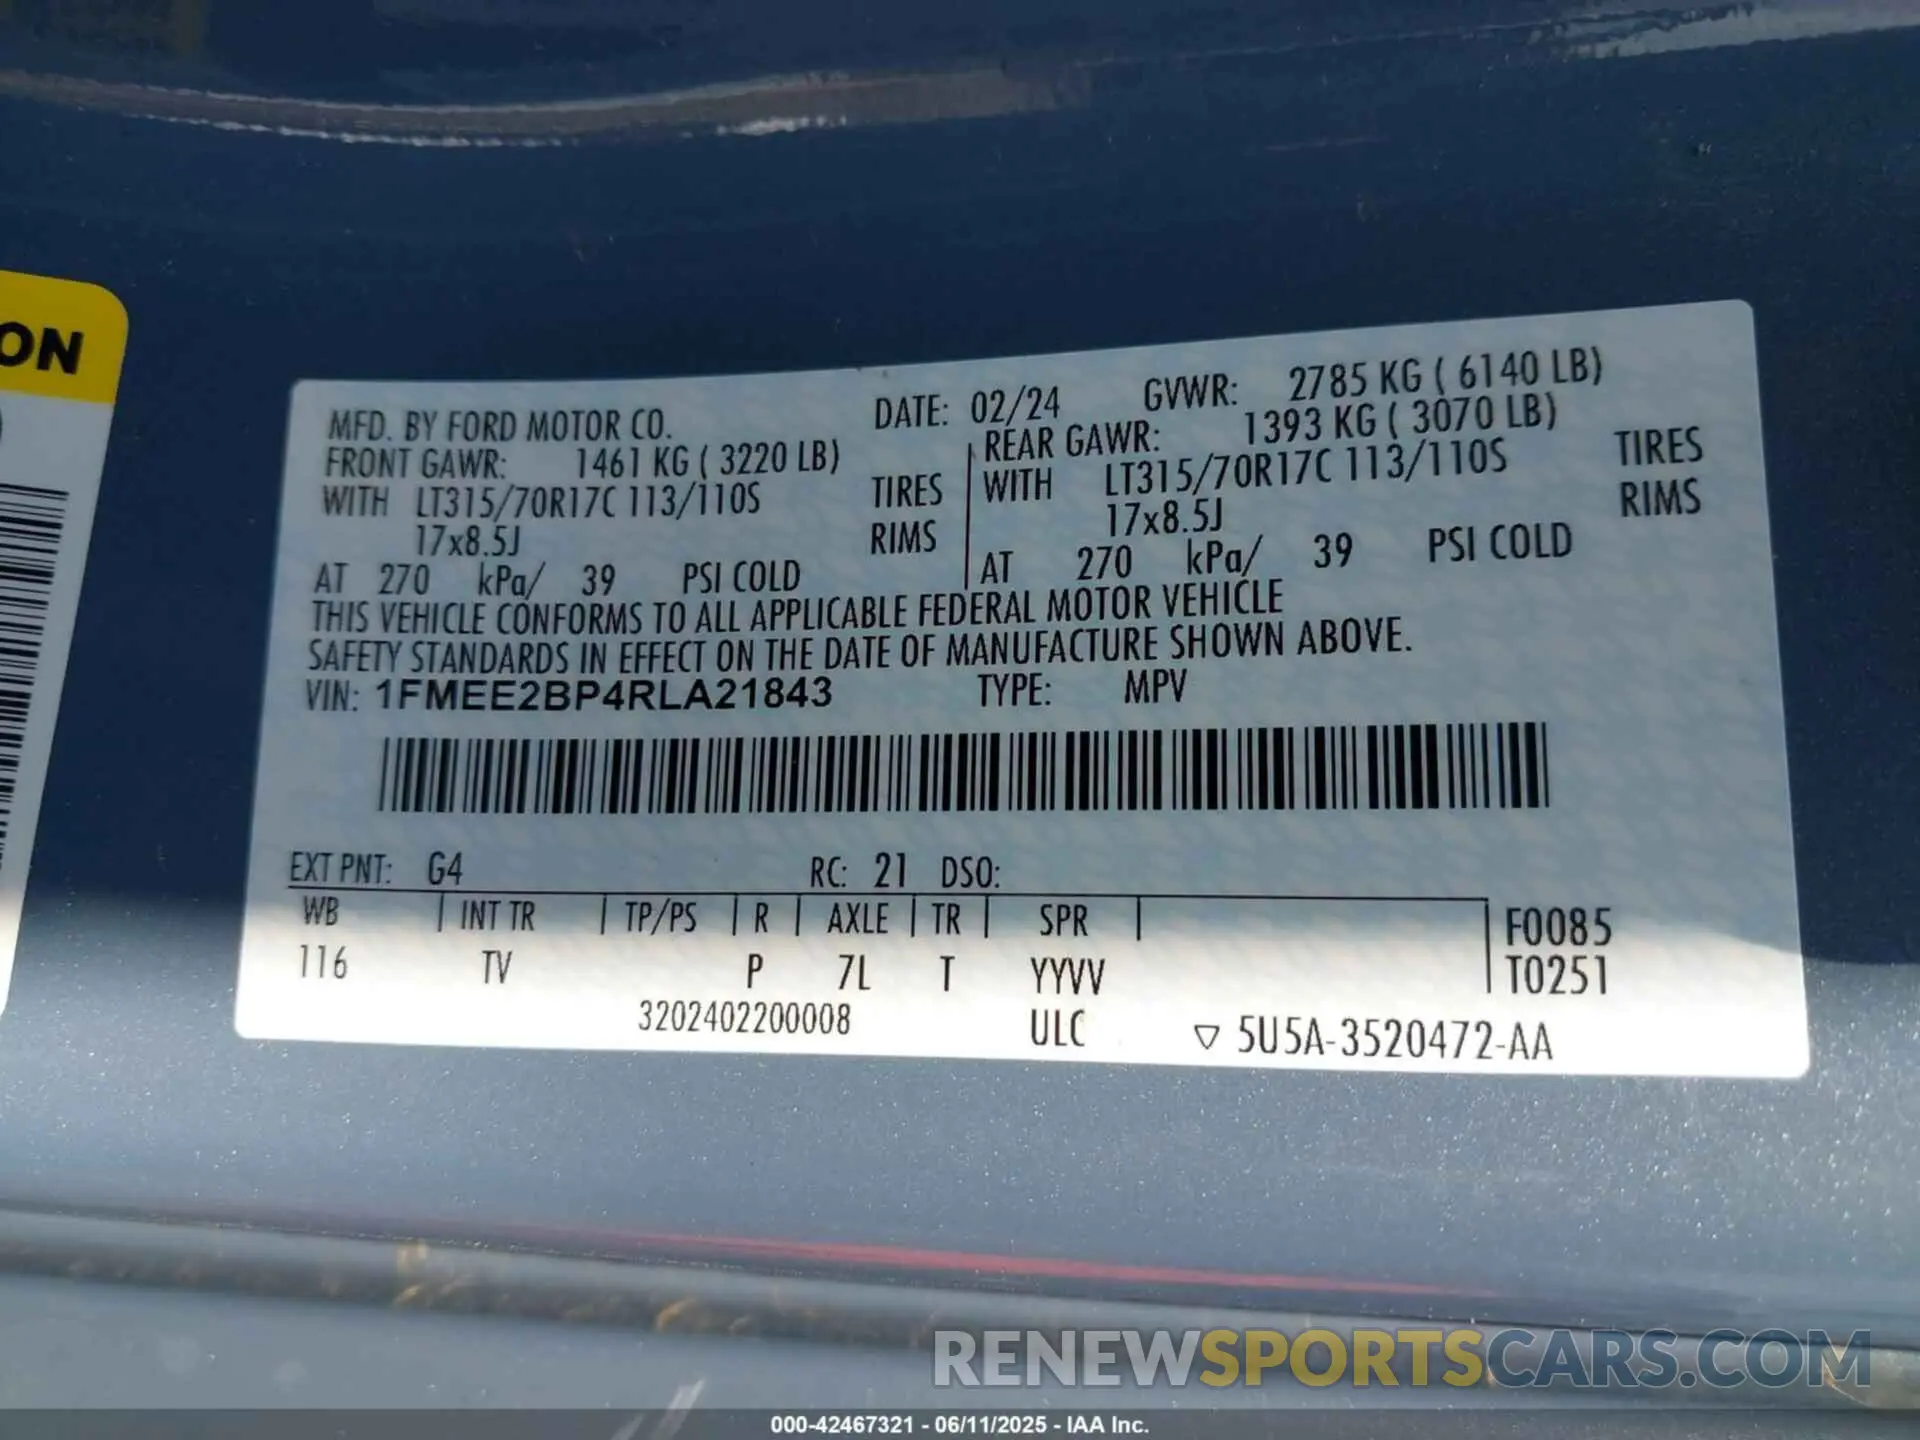 ON
MFD. BY FORD MOTOR CO. DATE: 02/24 GVWR: 2785 KG ( 6140 LB)
FRONT GAWR: 1461 KG ( 3220 LB) REAR GAWR: 1393 KG ( 3070 LB)
WITH LT315/70R17C 113/110S TIRES WITH LT315/70R17C 113/110S TIRES
17x8.5J RIMS 17x8.5J RIMS
AT 270 kPa/ 39 PSI COLD AT 270 kPa/ 39 PSI COLD
THIS VEHICLE CONFORMS TO ALL APPLICABLE FEDERAL MOTOR VEHICLE
SAFETY STANDARDS IN EFFECT ON THE DATE OF MANUFACTURE SHOWN ABOVE.
VIN: 1FMEE2BP4RLA21843 TYPE: MPV
EXT PNT: G4 RC: 21 DSO:
WB | INT TR | TP/PS | R | AXLE | TR | SPR | F0085
116 TV P 7L T YYVV T0251
3202402200008 ULC ▽ 5U5A-3520472-AA
RENEWSPORTSCARS.COM
000-42467321 - 06/11/2025 - IAA Inc.